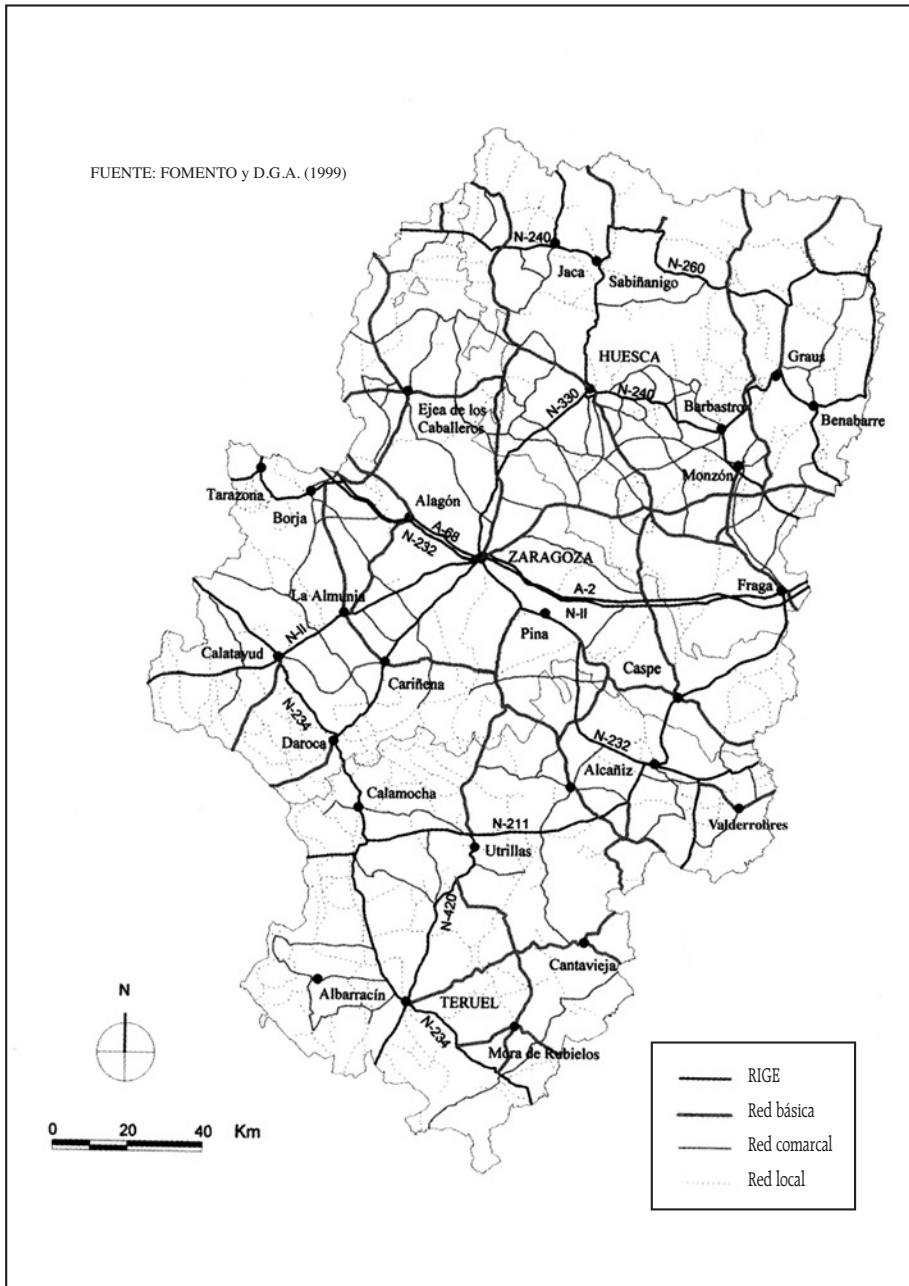 FUENTE: FOMENTO y D.G.A. (1999)
N-240
Jaca
Sabiñanigo
N-260
HUESCA
Graus
N-330
N-240
Barbastro
Benabarre
Ejea de los
Caballeros
Monzón
Tarazona
Borja
Alagón
A-68
N-232
ZARAGOZA
Fraga
A-2
N-II
La Almunia
Pina
N-II
Calatayud
Cariñena
Caspe
N-234
Daroca
N-232
Alcañiz
Calamocha
Valderrobres
N-211
Utrillas
N-420
Cantavieja
Albarracín
TERUEL
N-234
Mora de Rubielos
N
0 20 40 Km
RIGE
Red básica
Red comarcal
Red local